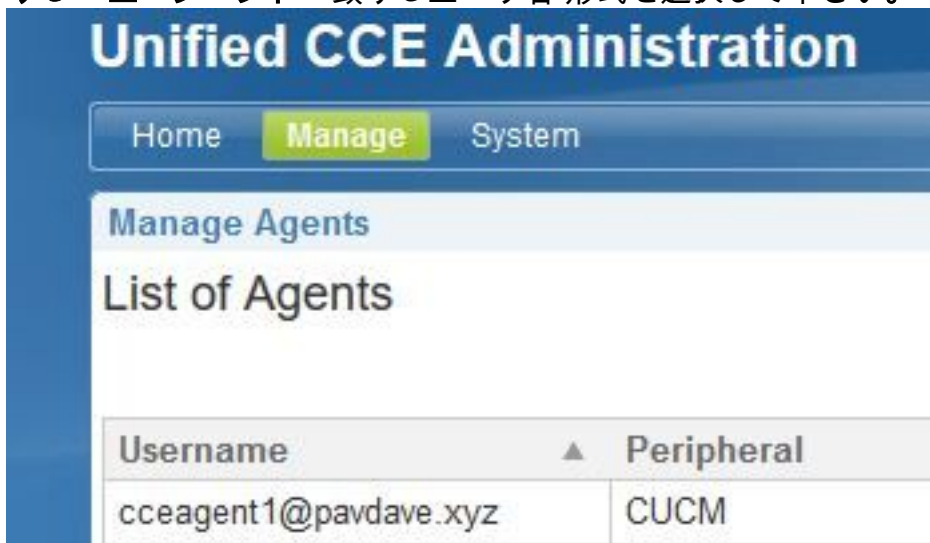 Unified CCE Administration
Home Manage System
Manage Agents
List of Agents
Username Peripheral
cceagent1@pavdave.xyz CUCM